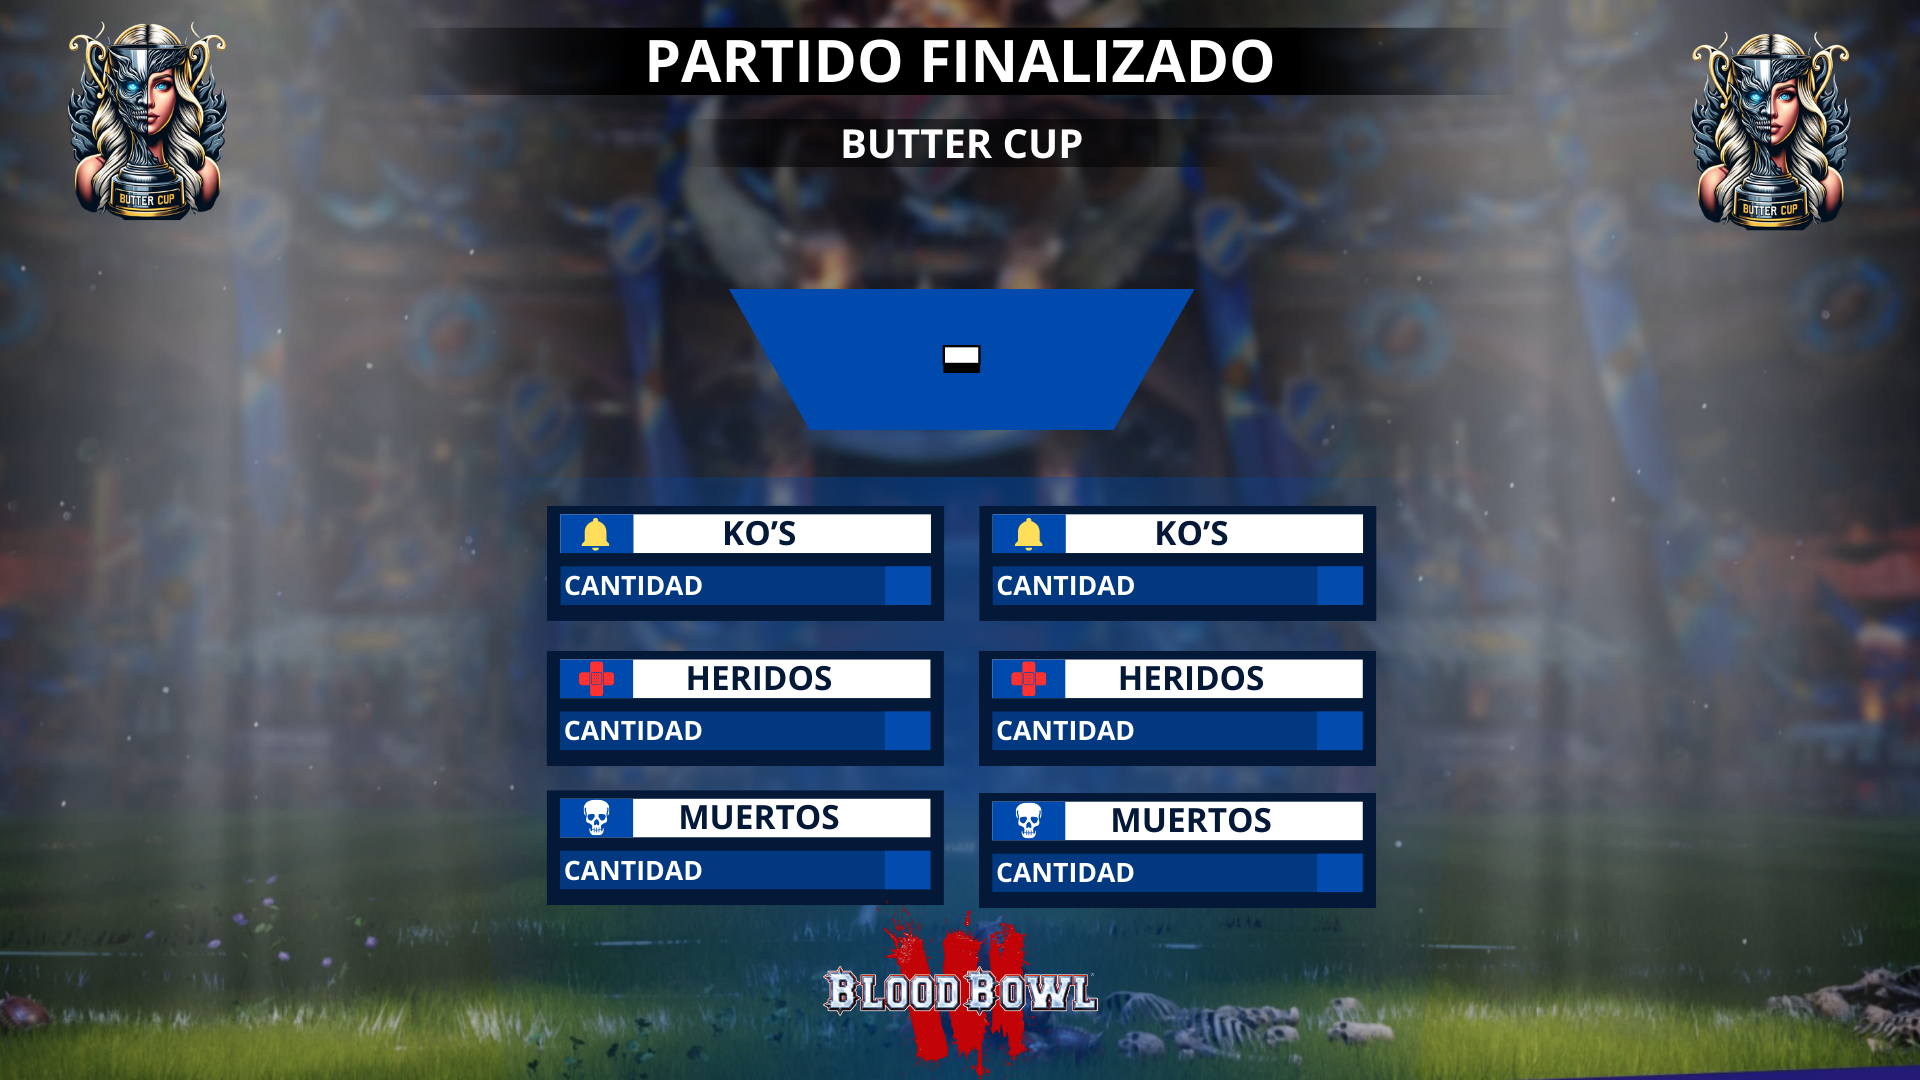 PARTIDO FINALIZADO
BUTTER CUP
BUTTER CUP
BUTTER CUP
-
KO’S
CANTIDAD
KO’S
CANTIDAD
HERIDOS
CANTIDAD
HERIDOS
CANTIDAD
MUERTOS
CANTIDAD
MUERTOS
CANTIDAD
BLOOD BOWL
III